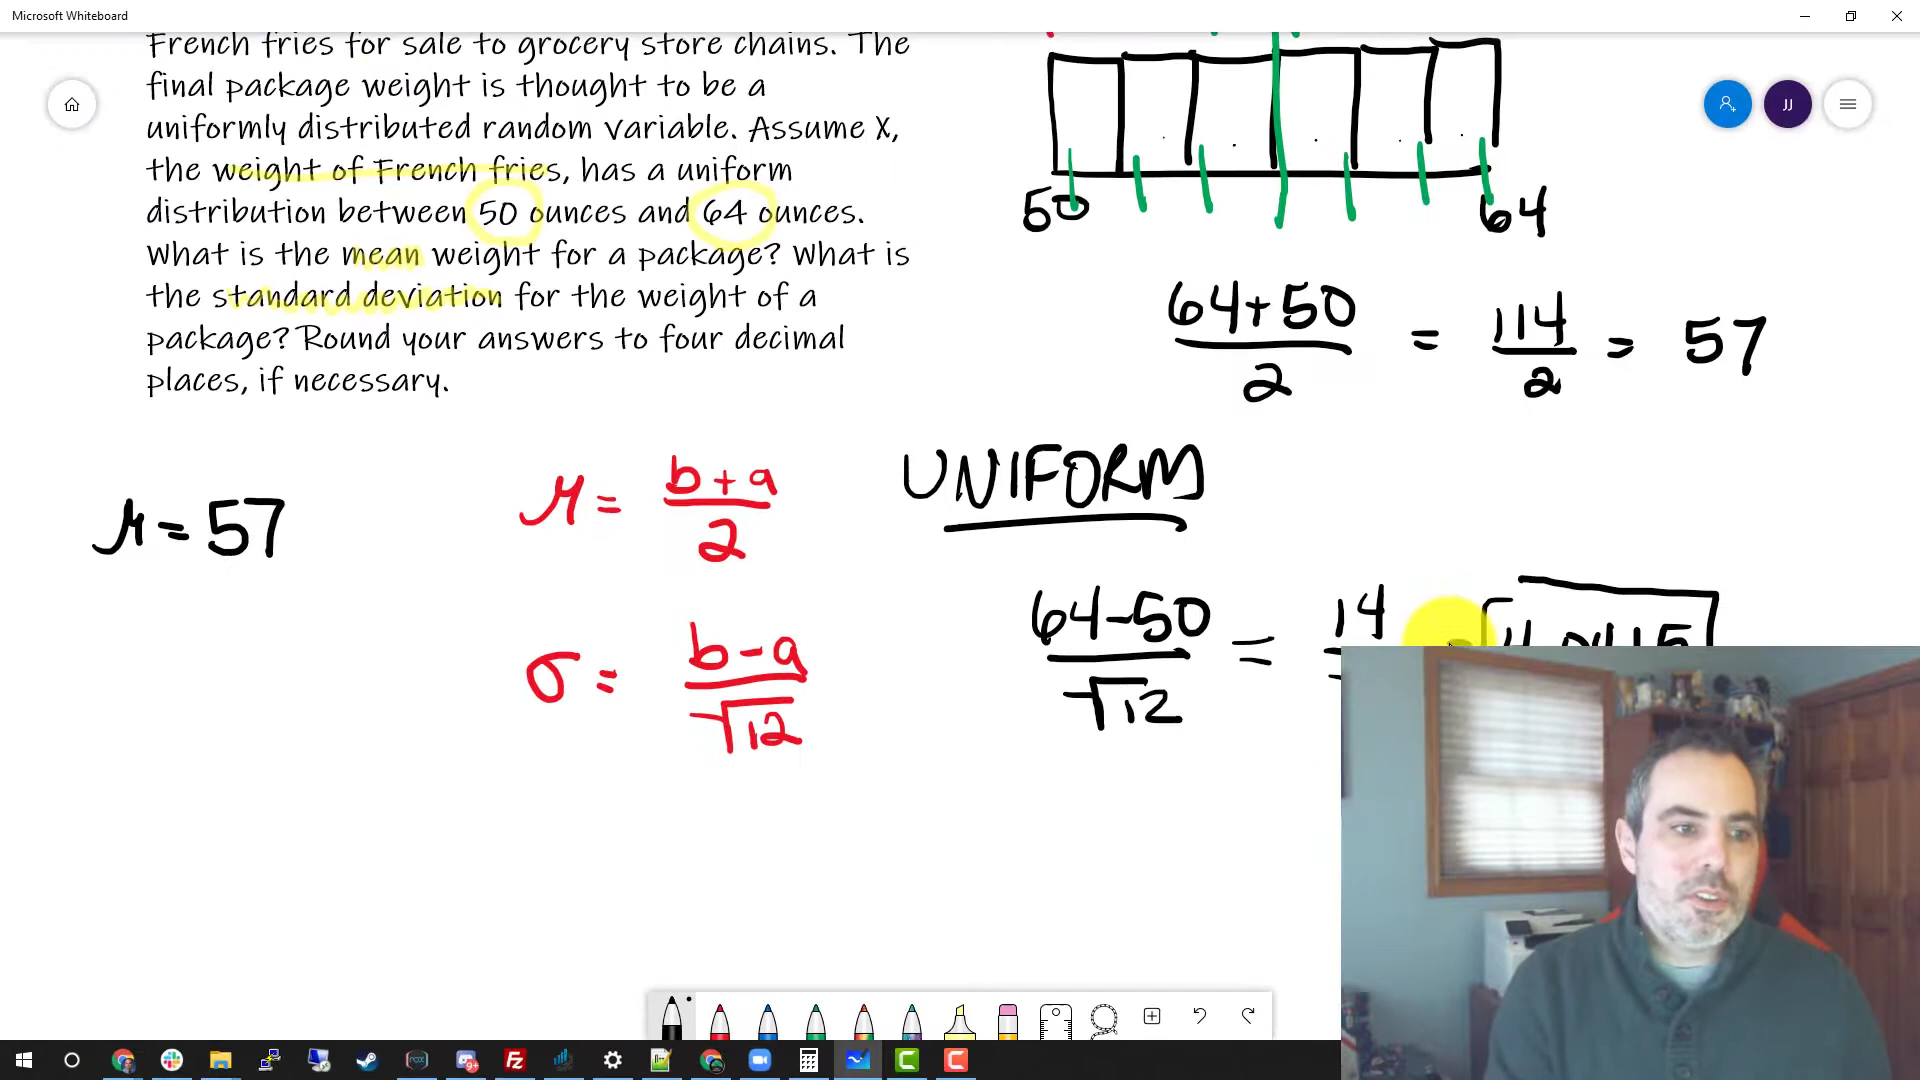 Microsoft Whiteboard
French fries for sale to grocery store chains. The
final package weight is thought to be a
uniformly distributed random variable. Assume X,
the weight of French fries, has a uniform
distribution between 50 ounces and 64 ounces.
What is the mean weight for a package? What is
the standard deviation for the weight of a
package? Round your answers to four decimal
places, if necessary.
JJ
50 64
64+50 / 2 = 114 / 2 = 57
μ = 57
μ = b+a / 2
UNIFORM
σ = b-a / √12
64-50 / √12 = 14